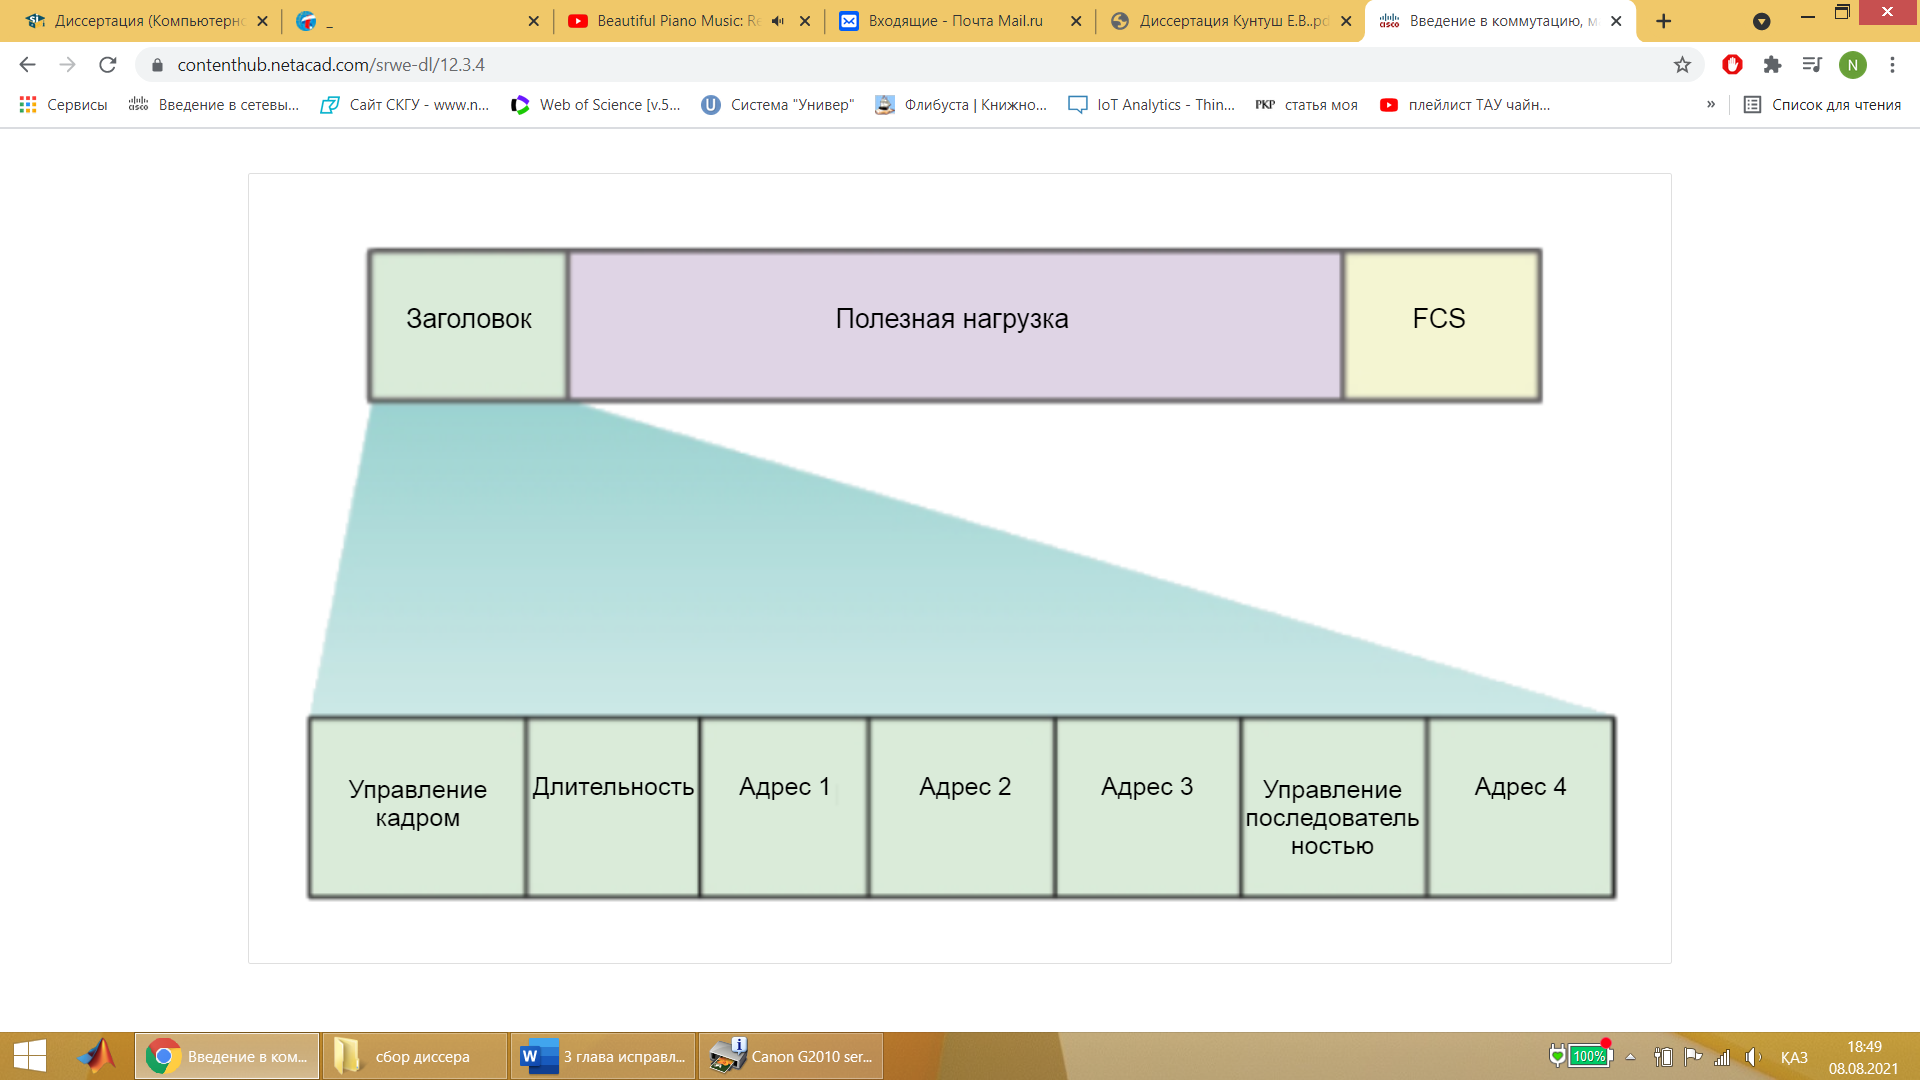 Диссертация (Компьютерно
_
Beautiful Piano Music: Re
Входящие - Почта Mail.ru
Диссертация Кунтуш Е.В..pd
Введение в коммутацию, м
contenthub.netacad.com/srwe-dl/12.3.4
N
Сервисы
Введение в сетевы...
Сайт СКГУ - www.n...
Web of Science [v.5...
Система "Универ"
Флибуста | Книжно...
IoT Analytics - Thin...
РКР статья моя
плейлист ТАУ чайн...
»
Список для чтения
Заголовок
Полезная нагрузка
FCS
Управление
кадром
Длительность
Адрес 1
Адрес 2
Адрес 3
Управление
последователь
ностью
Адрес 4
Введение в ком...
сбор диссера
3 глава исправл...
Canon G2010 ser...
100%
ҚАЗ
18:49
08.08.2021